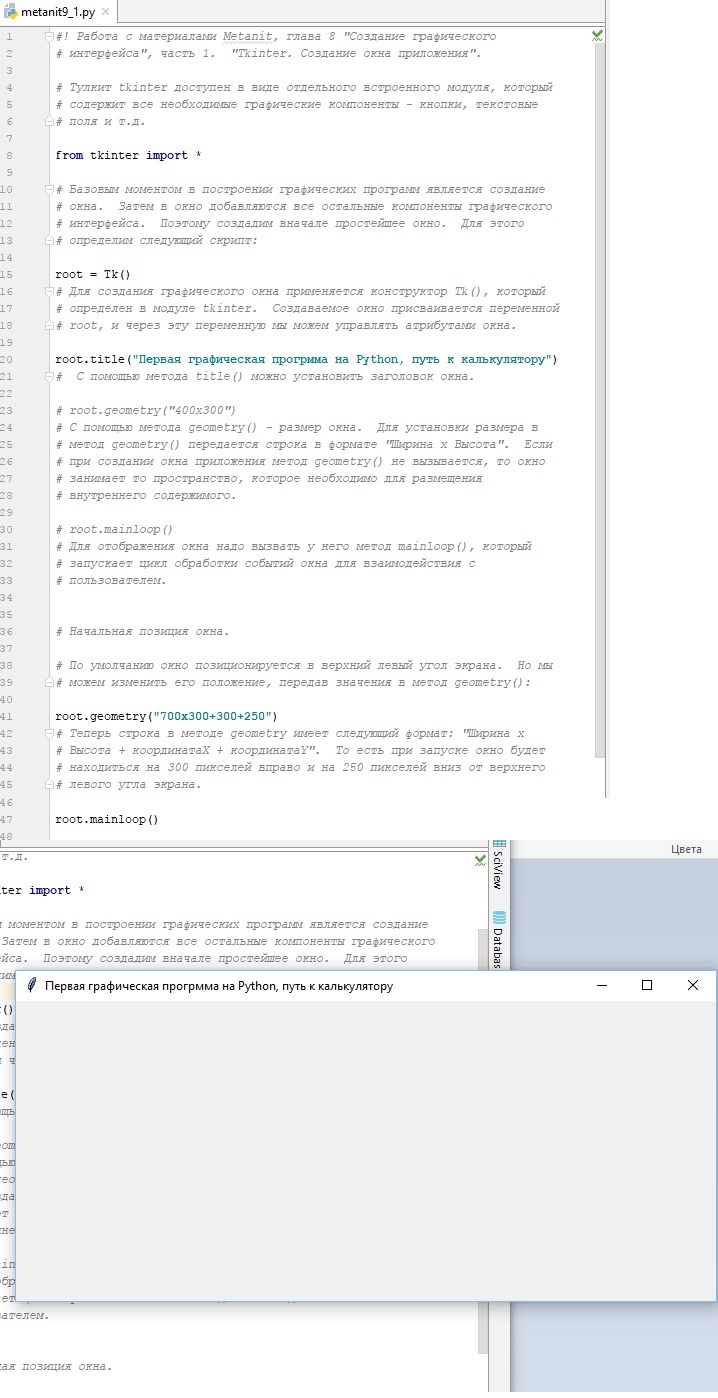 metanit9_1.py
1 #! Работа с материалами Metanit, глава 8 "Создание графического
2 # интерфейса", часть 1.  "Tkinter. Создание окна приложения".
3
4 # Тулкит tkinter доступен в виде отдельного встроенного модуля, который
5 # содержит все необходимые графические компоненты - кнопки, текстовые
6 # поля и т.д.
7
8 from tkinter import *
9
10 # Базовым моментом в построении графических программ является создание
11 # окна.  Затем в окно добавляются все остальные компоненты графического
12 # интерфейса.  Поэтому создадим вначале простейшее окно.  Для этого
13 # определим следующий скрипт:
14
15 root = Tk()
16 # Для создания графического окна применяется конструктор Tk(), который
17 # определен в модуле tkinter.  Создаваемое окно присваивается переменной
18 # root, и через эту переменную мы можем управлять атрибутами окна.
19
20 root.title("Первая графическая прогрмма на Python, путь к калькулятору")
21 #  С помощью метода title() можно установить заголовок окна.
22
23 # root.geometry("400x300")
24 # С помощью метода geometry() - размер окна.  Для установки размера в
25 # метод geometry() передается строка в формате "Ширина x Высота".  Если
26 # при создании окна приложения метод geometry() не вызывается, то окно
27 # занимает то пространство, которое необходимо для размещения
28 # внутреннего содержимого.
29
30 # root.mainloop()
31 # Для отображения окна надо вызвать у него метод mainloop(), который
32 # запускает цикл обработки событий окна для взаимодействия с
33 # пользователем.
34
35
36 # Начальная позиция окна.
37
38 # По умолчанию окно позиционируется в верхний левый угол экрана.  Но мы
39 # можем изменить его положение, передав значения в метод geometry():
40
41 root.geometry("700x300+300+250")
42 # Теперь строка в методе geometry имеет следующий формат: "Ширина x
43 # Высота + координатаX + координатаY".  То есть при запуске окно будет
44 # находиться на 300 пикселей вправо и на 250 пикселей вниз от верхнего
45 # левого угла экрана.
46
47 root.mainloop()
48
т.д.
SciView
Цвета
nter import *
м моментом в построении графических программ является создание
Затем в окно добавляются все остальные компоненты графического
Databas
ейса.  Поэтому создадим вначале простейшее окно.  Для этого
Первая графическая прогрмма на Python, путь к калькулятору
ателем.
ная позиция окна.